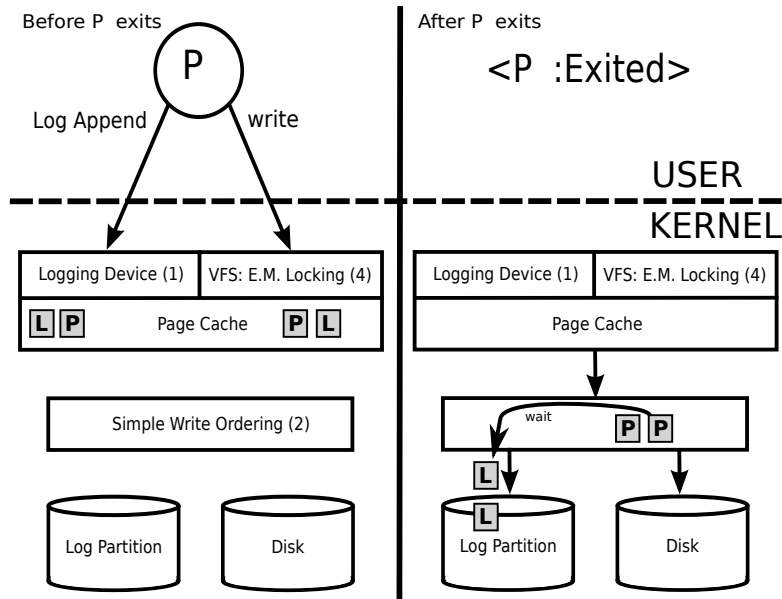 Before P exits
P
Log Append
write
Logging Device (1)
VFS: E.M. Locking (4)
L P
Page Cache
P L
Simple Write Ordering (2)
Log Partition
Disk
After P exits
<P :Exited>
USER
KERNEL
Logging Device (1)
VFS: E.M. Locking (4)
Page Cache
wait
P P
L
L
Log Partition
Disk